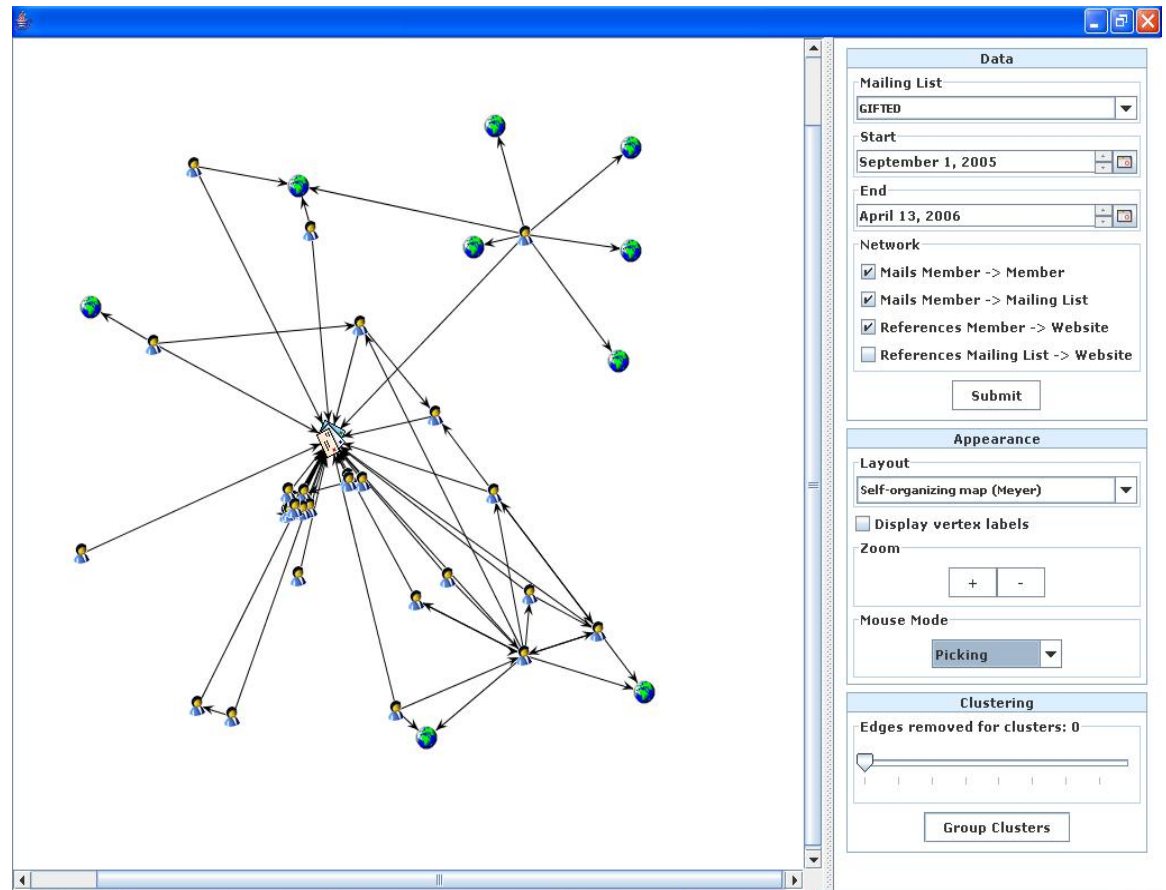 Data
Mailing List
GIFTED
Start
September 1, 2005
End
April 13, 2006
Network
Mails Member -> Member
Mails Member -> Mailing List
References Member -> Website
References Mailing List -> Website
Submit
Appearance
Layout
Self-organizing map (Meyer)
Display vertex labels
Zoom
+ -
Mouse Mode
Picking
Clustering
Edges removed for clusters: 0
Group Clusters